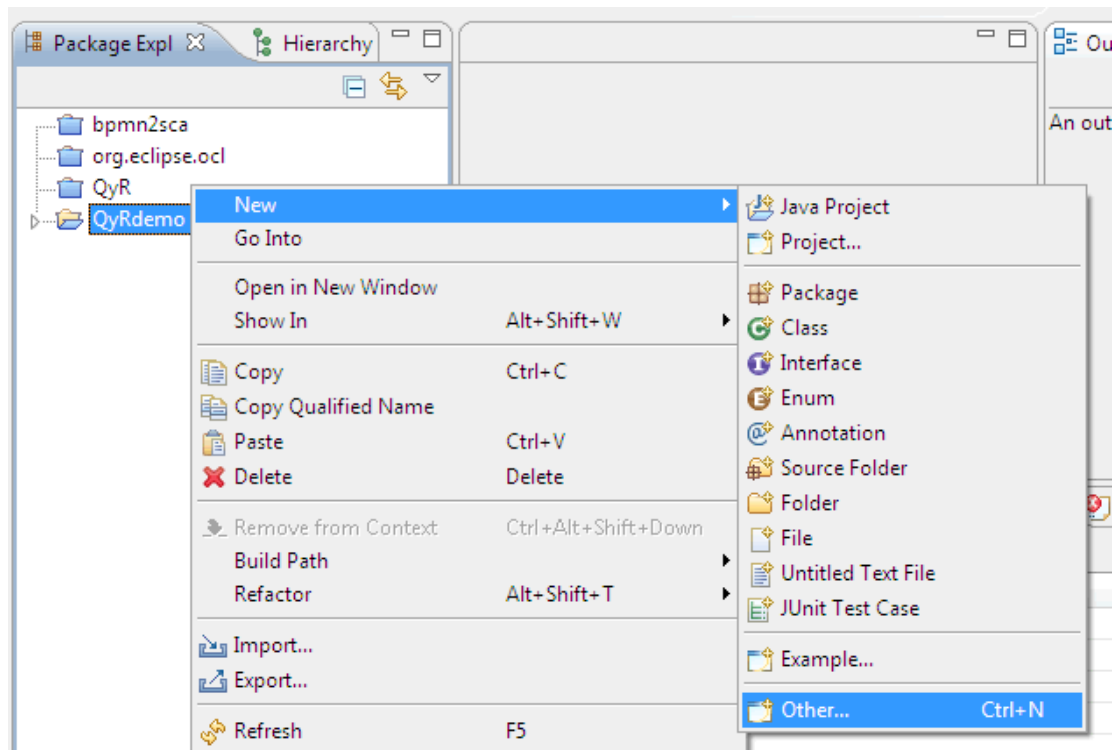 Package Expl
Hierarchy
Ou
An out
bpmn2sca
org.eclipse.ocl
QyR
QyRdemo
New
Go Into
Open in New Window
Show In Alt+Shift+W
Copy Ctrl+C
Copy Qualified Name
Paste Ctrl+V
Delete Delete
Remove from Context Ctrl+Alt+Shift+Down
Build Path
Refactor Alt+Shift+T
Import...
Export...
Refresh F5
Java Project
Project...
Package
Class
Interface
Enum
Annotation
Source Folder
Folder
File
Untitled Text File
JUnit Test Case
Example...
Other... Ctrl+N